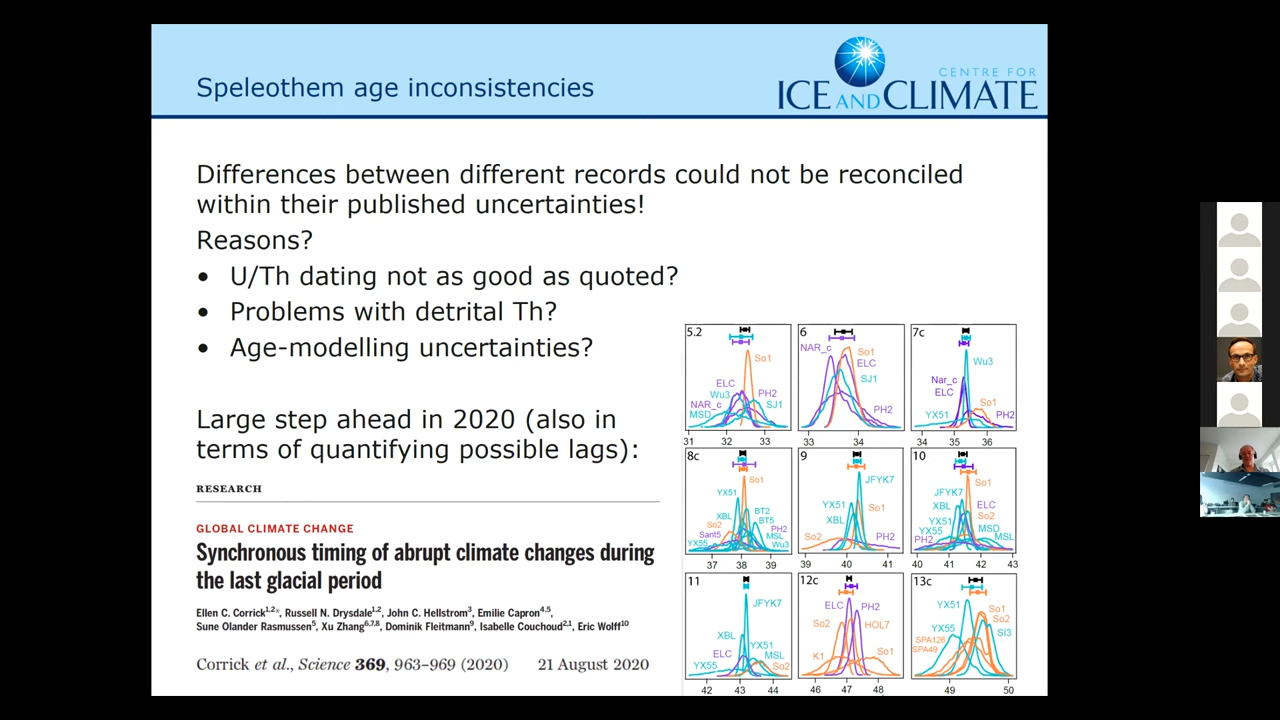 Speleothem age inconsistencies
CENTRE FOR
ICE AND CLIMATE
Differences between different records could not be reconciled
within their published uncertainties!
Reasons?
• U/Th dating not as good as quoted?
• Problems with detrital Th?
• Age-modelling uncertainties?
Large step ahead in 2020 (also in
terms of quantifying possible lags):
RESEARCH
GLOBAL CLIMATE CHANGE
Synchronous timing of abrupt climate changes during
the last glacial period
Ellen C. Corrick1,2*, Russell N. Drysdale1,2, John C. Hellstrom3, Emilie Capron4,5,
Sune Olander Rasmussen5, Xu Zhang6,7,8, Dominik Fleitmann9, Isabelle Couchoud2,1, Eric Wolff10
Corrick et al., Science 369, 963–969 (2020) 21 August 2020
5.2
So1
ELC
Wu3
PH2
NAR_c
SJ1
MSD
31 32 33
6
NAR_c
So1
ELC
SJ1
PH2
33 34
7c
Wu3
Nar_c
ELC
So1
YX51
PH2
34 35 36
8c
So1
YX51
XBL
BT2
BT5
So2
PH2
Sant5
MSL
YX55
Wu3
37 38 39
9
JFYK7
YX51
So1
XBL
So2
PH2
39 40 41
10
So1
JFYK7
XBL
ELC
So2
YX51
MSD
YX55
MSL
PH2
40 41 42 43
11
JFYK7
XBL
YX51
ELC
MSL
YX55
So2
42 43 44
12c
ELC
PH2
So2
HOL7
K1
So1
46 47 48
13c
YX51
So1
So2
YX55
SI3
SPA126
SPA49
49 50